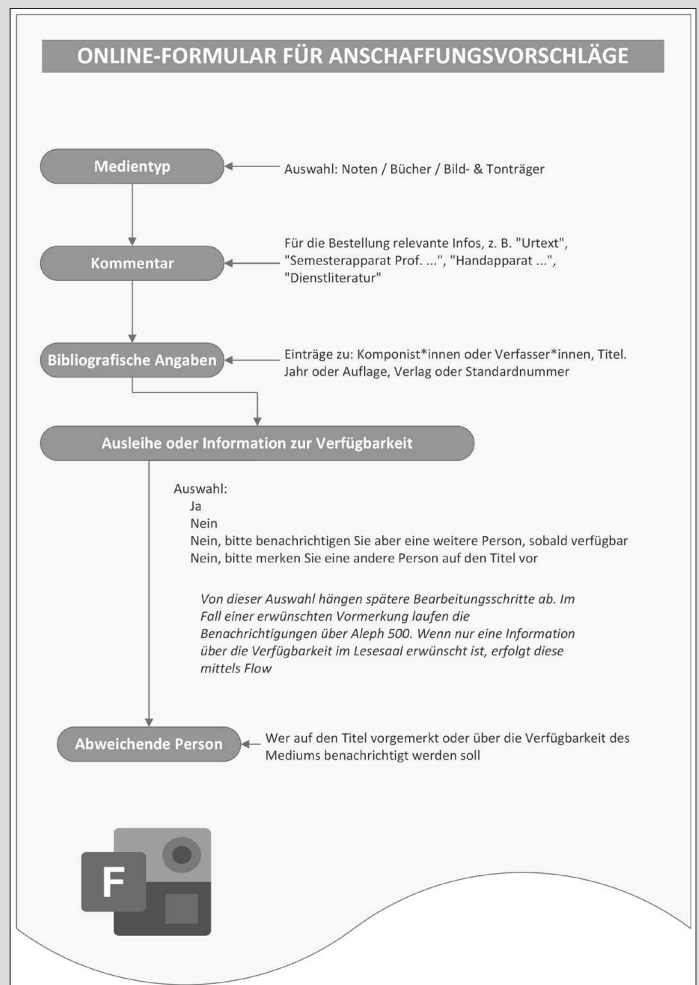 ONLINE-FORMULAR FÜR ANSCHAFFUNGSVORSCHLÄGE
Medientyp
Auswahl: Noten / Bücher / Bild- & Tonträger
Kommentar
Für die Bestellung relevante Infos, z. B. "Urtext",
"Semesterapparat Prof. ...", "Handapparat ...",
"Dienstliteratur"
Bibliografische Angaben
Einträge zu: Komponist*innen oder Verfasser*innen, Titel.
Jahr oder Auflage, Verlag oder Standardnummer
Ausleihe oder Information zur Verfügbarkeit
Auswahl:
Ja
Nein
Nein, bitte benachrichtigen Sie aber eine weitere Person, sobald verfügbar
Nein, bitte merken Sie eine andere Person auf den Titel vor
Von dieser Auswahl hängen spätere Bearbeitungsschritte ab. Im
Fall einer erwünschten Vormerkung laufen die
Benachrichtigungen über Aleph 500. Wenn nur eine Information
über die Verfügbarkeit im Lesesaal erwünscht ist, erfolgt diese
mittels Flow
Abweichende Person
Wer auf den Titel vorgemerkt oder über die Verfügbarkeit des
Mediums benachrichtigt werden soll
F